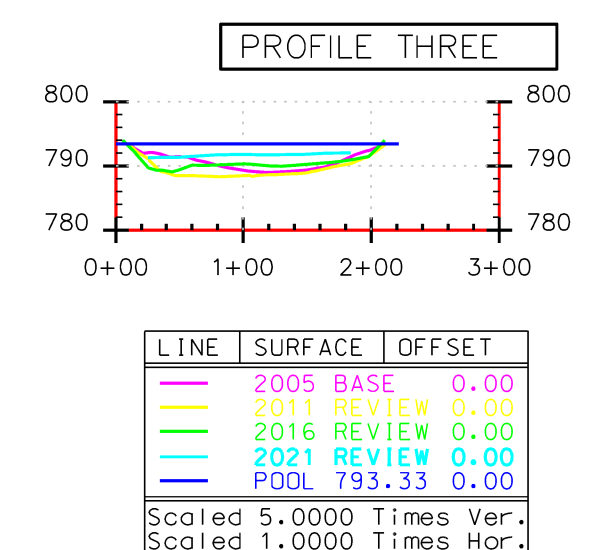 PROFILE THREE
800 800
790 790
780 780
0+00 1+00 2+00 3+00
LINE SURFACE OFFSET
2005 BASE 0.00
2011 REVIEW 0.00
2016 REVIEW 0.00
2021 REVIEW 0.00
POOL 793.33 0.00
Scaled 5.0000 Times Ver.
Scaled 1.0000 Times Hor.